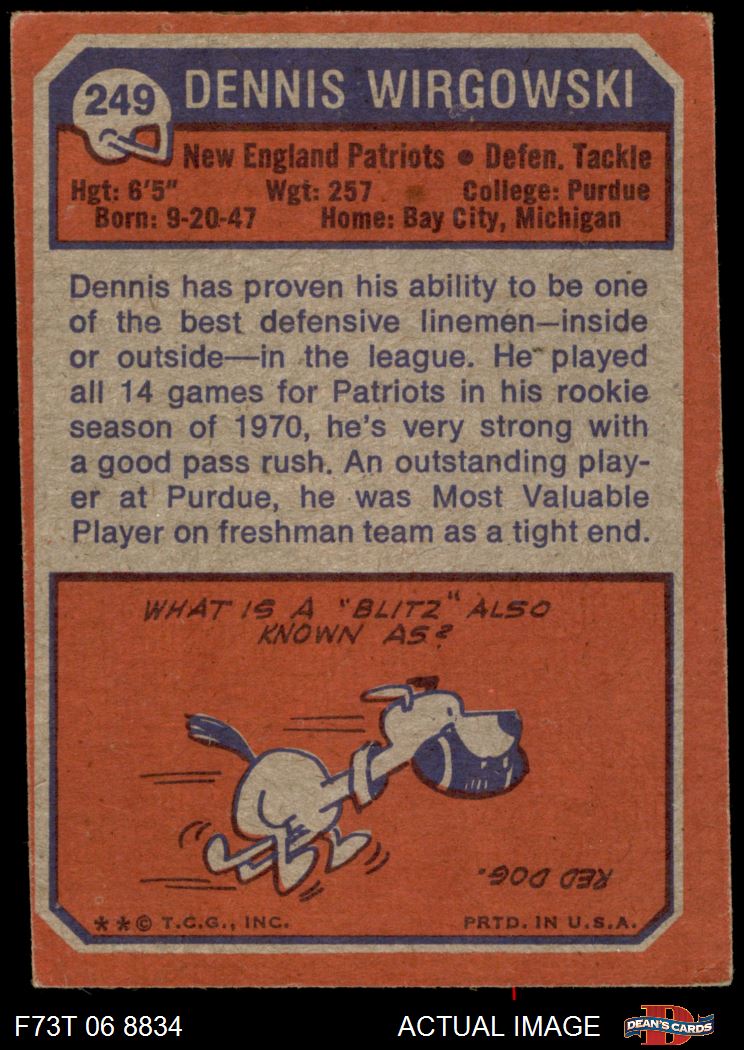 249 DENNIS WIRGOWSKI
New England Patriots • Defen. Tackle
Hgt: 6'5" Wgt: 257 College: Purdue
Born: 9-20-47 Home: Bay City, Michigan
Dennis has proven his ability to be one
of the best defensive linemen—inside
or outside—in the league. He played
all 14 games for Patriots in his rookie
season of 1970, he's very strong with
a good pass rush. An outstanding play-
er at Purdue, he was Most Valuable
Player on freshman team as a tight end.
WHAT IS A "BLITZ" ALSO
KNOWN AS?
RED DOG.
**© T.C.G., INC. PRTD. IN U.S.A.
F73T 06 8834 ACTUAL IMAGE D DEAN'S CARDS